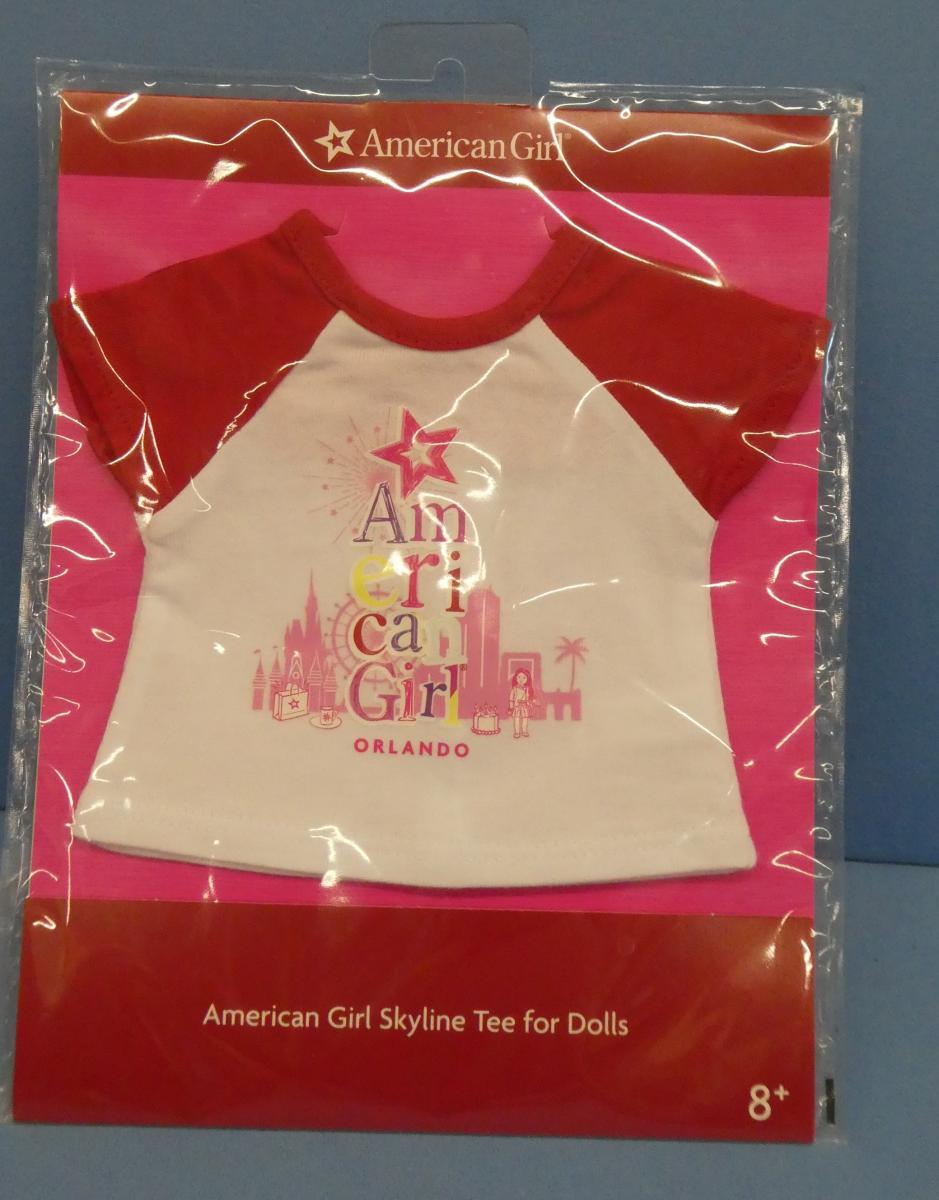 American Girl®
Am
eri
can
Girl
ORLANDO
American Girl Skyline Tee for Dolls
8+